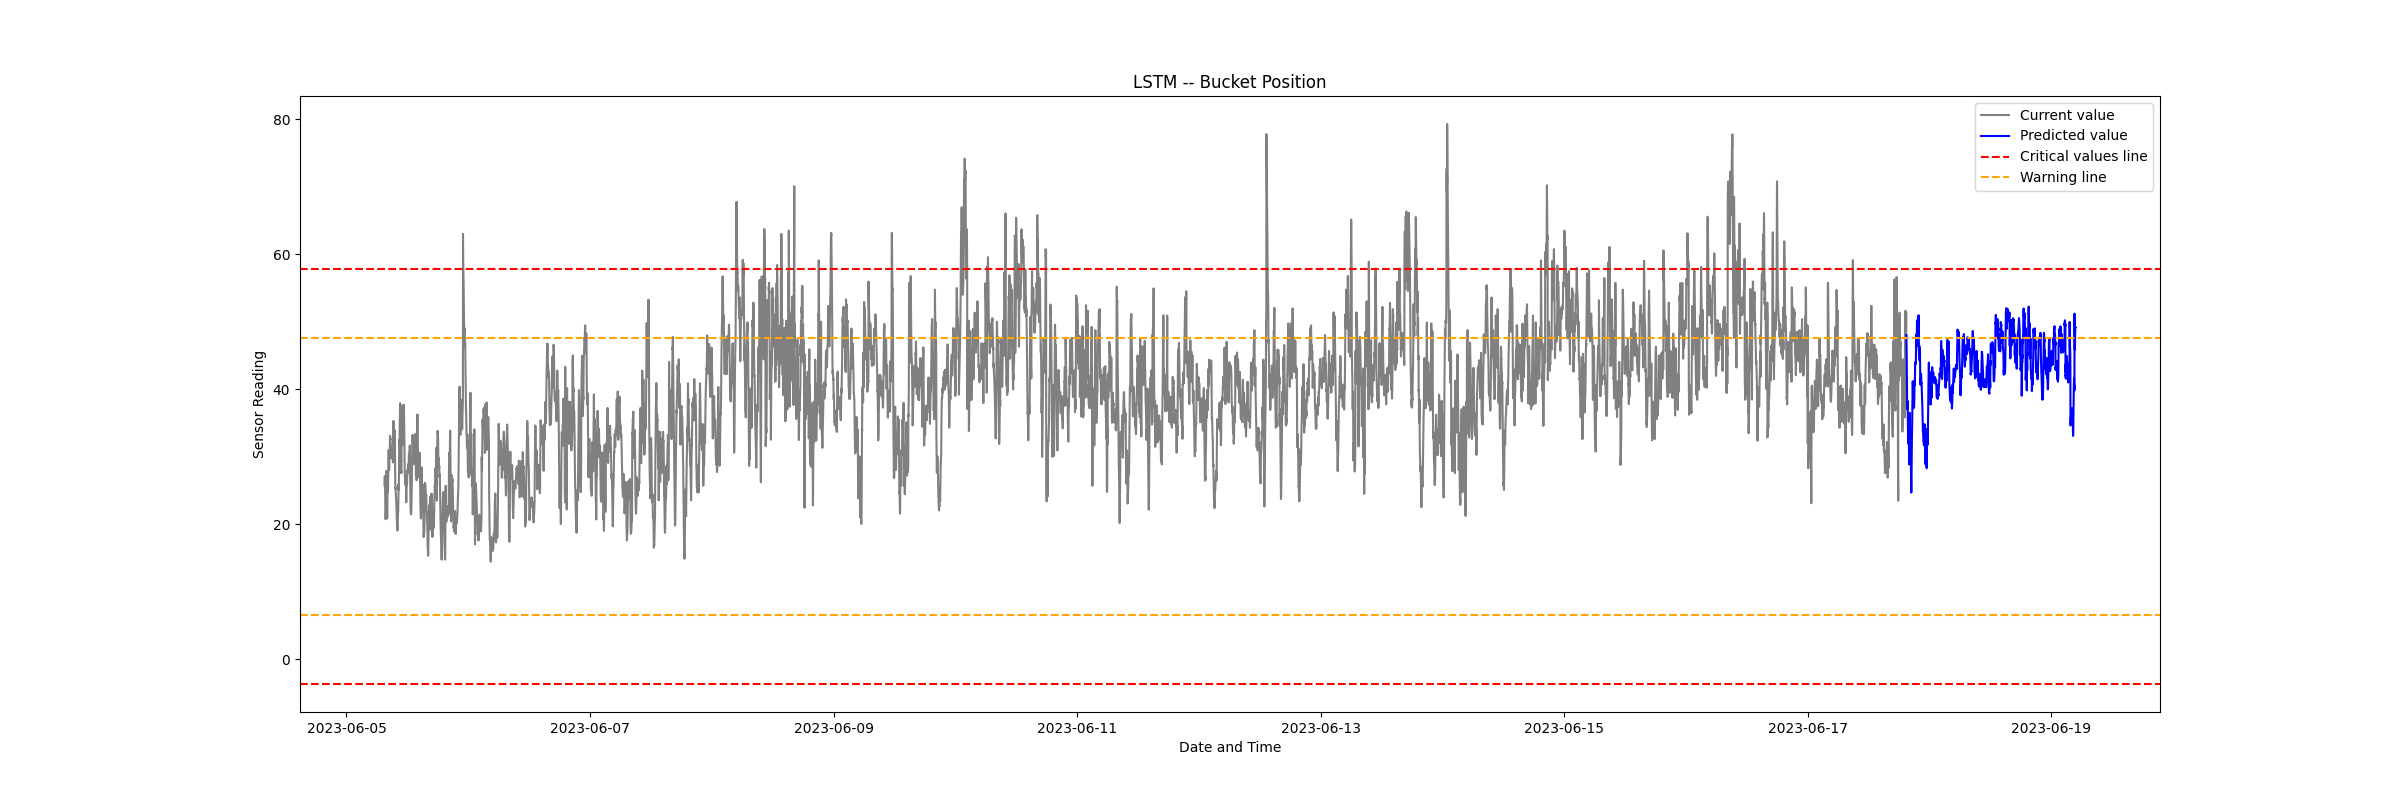 LSTM -- Bucket Position
Current value
Predicted value
Critical values line
Warning line
Sensor Reading
80
60
40
20
0
2023-06-05
2023-06-07
2023-06-09
2023-06-11
2023-06-13
2023-06-15
2023-06-17
2023-06-19
Date and Time